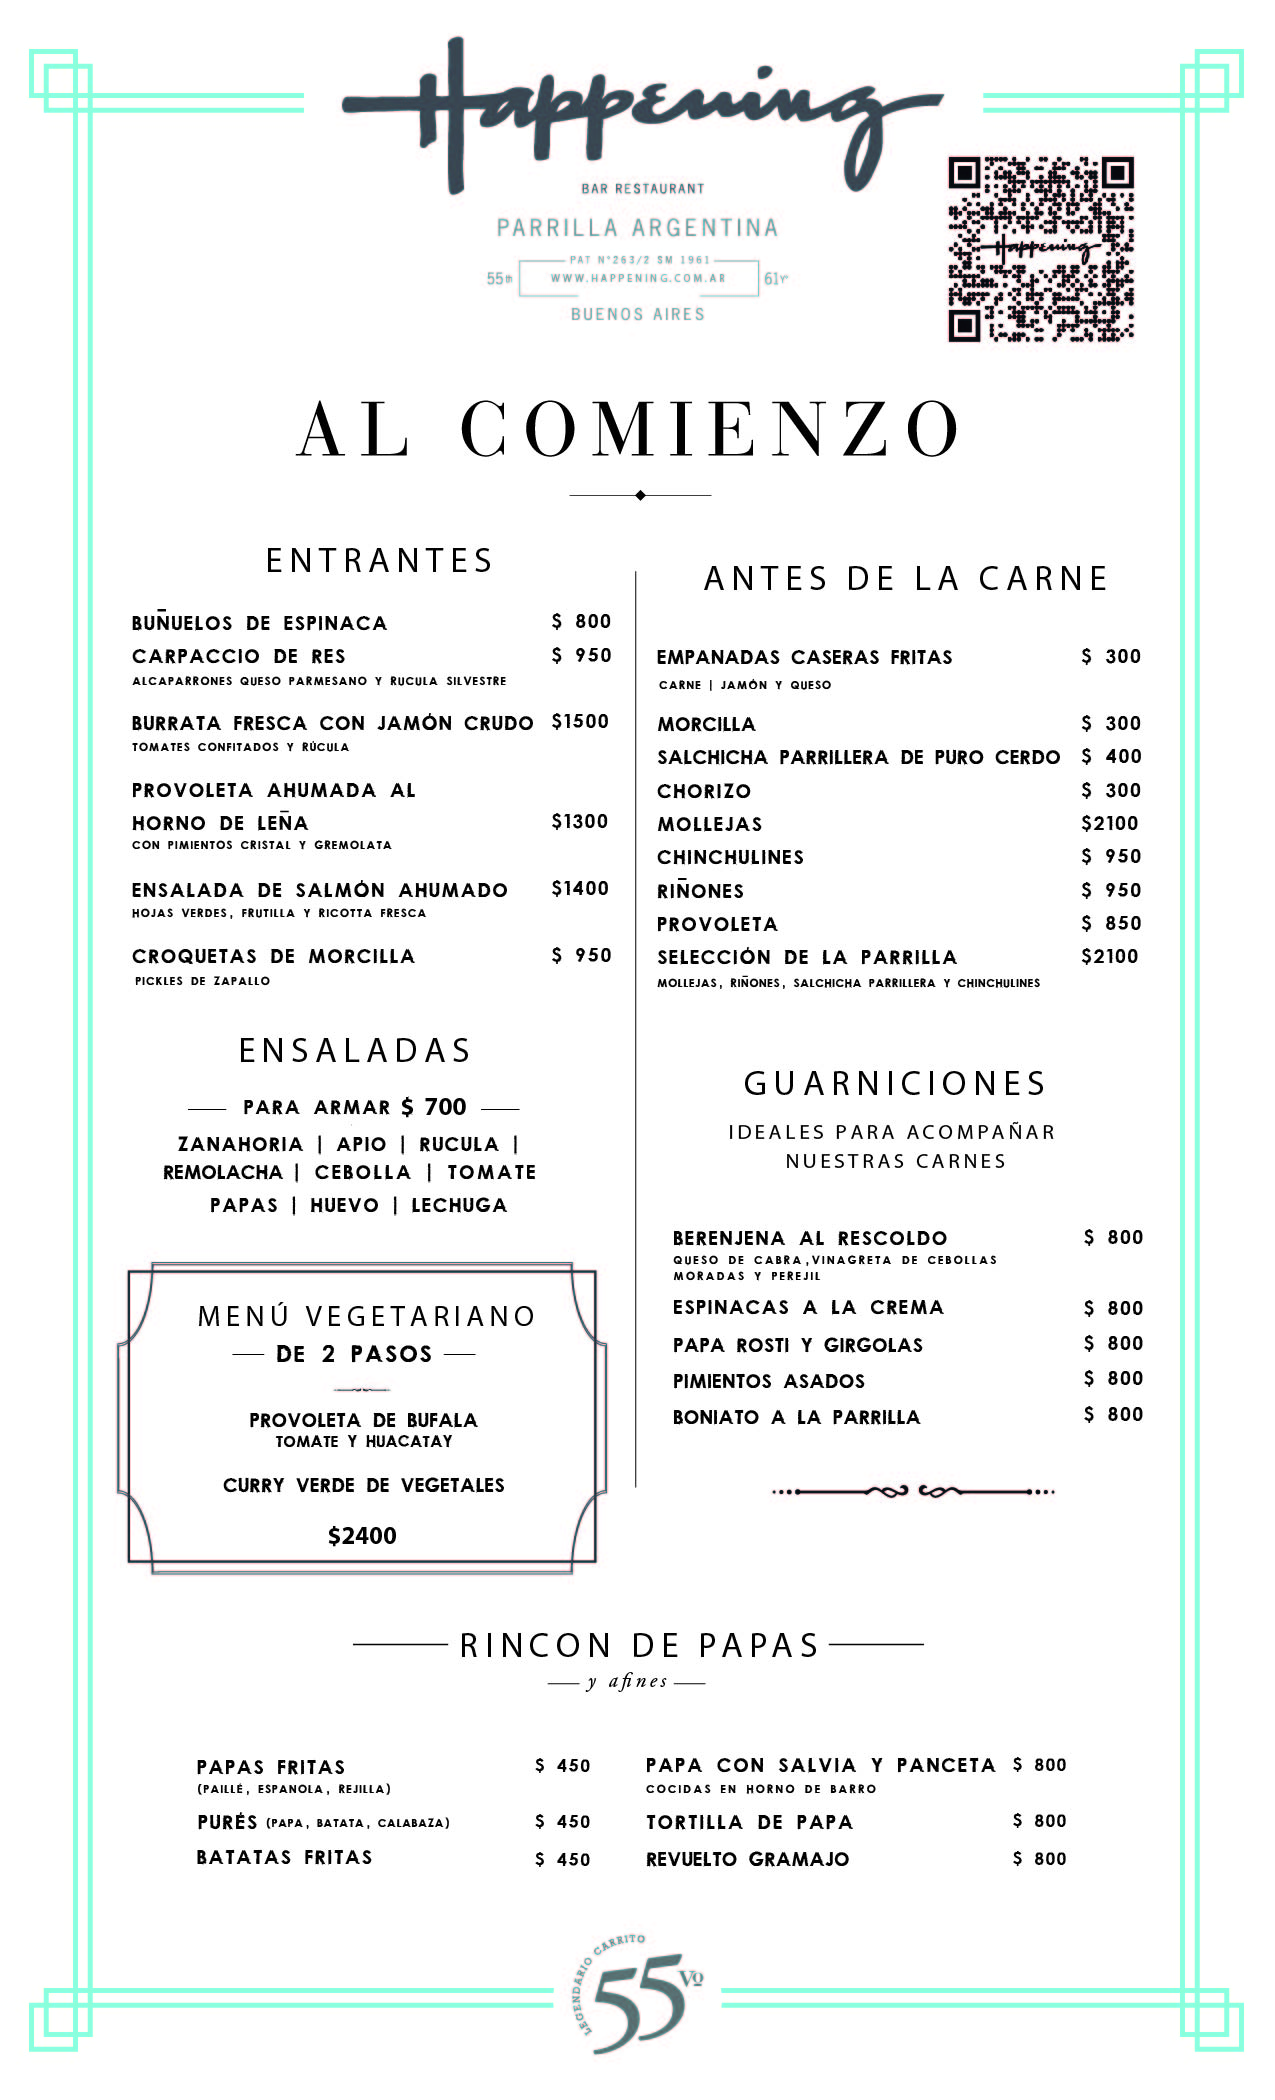 Happening
BAR RESTAURANT
PARRILLA ARGENTINA
PAT N°263/2 SM 1961
55th WWW.HAPPENING.COM.AR 61Yº
BUENOS AIRES
Happening
AL COMIENZO
ENTRANTES
BUÑUELOS DE ESPINACA $ 800
CARPACCIO DE RES $ 950
ALCAPARRONES QUESO PARMESANO Y RUCULA SILVESTRE
BURRATA FRESCA CON JAMÓN CRUDO $1500
TOMATES CONFITADOS Y RÚCULA
PROVOLETA AHUMADA AL
HORNO DE LEÑA $1300
CON PIMIENTOS CRISTAL Y GREMOLATA
ENSALADA DE SALMÓN AHUMADO $1400
HOJAS VERDES, FRUTILLA Y RICOTTA FRESCA
CROQUETAS DE MORCILLA $ 950
PICKLES DE ZAPALLO
ENSALADAS
PARA ARMAR $ 700
ZANAHORIA | APIO | RUCULA |
REMOLACHA | CEBOLLA | TOMATE
PAPAS | HUEVO | LECHUGA
MENÚ VEGETARIANO
DE 2 PASOS
PROVOLETA DE BUFALA
TOMATE Y HUACATAY
CURRY VERDE DE VEGETALES
$2400
ANTES DE LA CARNE
EMPANADAS CASERAS FRITAS $ 300
CARNE | JAMÓN Y QUESO
MORCILLA $ 300
SALCHICHA PARRILLERA DE PURO CERDO $ 400
CHORIZO $ 300
MOLLEJAS $2100
CHINCHULINES $ 950
RIÑONES $ 950
PROVOLETA $ 850
SELECCIÓN DE LA PARRILLA $2100
MOLLEJAS, RIÑONES, SALCHICHA PARRILLERA Y CHINCHULINES
GUARNICIONES
IDEALES PARA ACOMPAÑAR
NUESTRAS CARNES
BERENJENA AL RESCOLDO $ 800
QUESO DE CABRA,VINAGRETA DE CEBOLLAS
MORADAS Y PEREJIL
ESPINACAS A LA CREMA $ 800
PAPA ROSTI Y GIRGOLAS $ 800
PIMIENTOS ASADOS $ 800
BONIATO A LA PARRILLA $ 800
RINCON DE PAPAS
y afines
PAPAS FRITAS $ 450
(PAILLÉ, ESPANOLA, REJILLA)
PURÉS (PAPA, BATATA, CALABAZA) $ 450
BATATAS FRITAS $ 450
PAPA CON SALVIA Y PANCETA $ 800
COCIDAS EN HORNO DE BARRO
TORTILLA DE PAPA $ 800
REVUELTO GRAMAJO $ 800
LEGENDARIO CARRITO
55 Vº